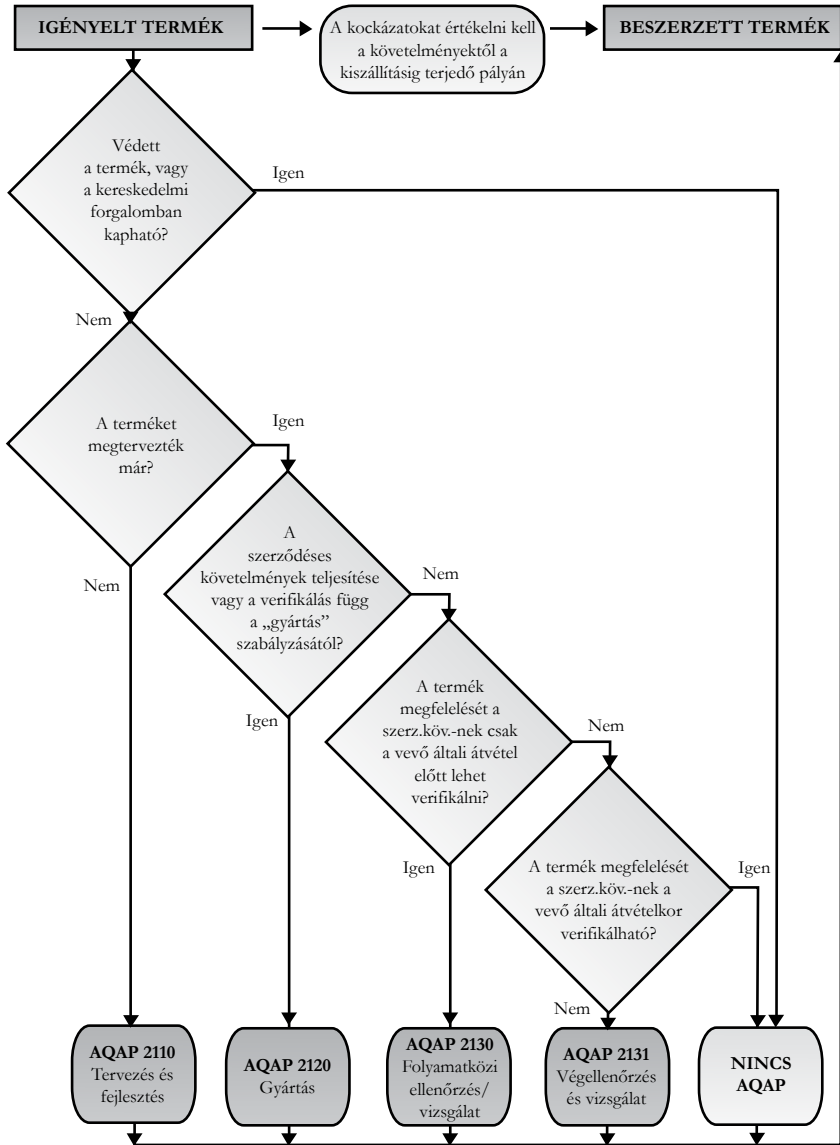 IGÉNYELT TERMÉK
A kockázatokat értékelni kell
a követelményektől a
kiszállításig terjedő pályán
BESZERZETT TERMÉK
Védett
a termék, vagy
a kereskedelmi
forgalomban
kapható?
Igen
Nem
A terméket
megtervezték
már?
Igen
Nem
A
szerződéses
követelmények teljesítése
vagy a verifikálás függ
a „gyártás”
szabályzásától?
Nem
Igen
A termék
megfelelését a
szerz.köv.-nek csak
a vevő általi átvétel
előtt lehet
verifikálni?
Nem
Igen
A termék megfelelését
a szerz.köv.-nek a
vevő általi átvételkor
verifikálható?
Igen
Nem
AQAP 2110
Tervezés és
fejlesztés
AQAP 2120
Gyártás
AQAP 2130
Folyamatközi
ellenőrzés/
vizsgálat
AQAP 2131
Végellenőrzés
és vizsgálat
NINCS
AQAP